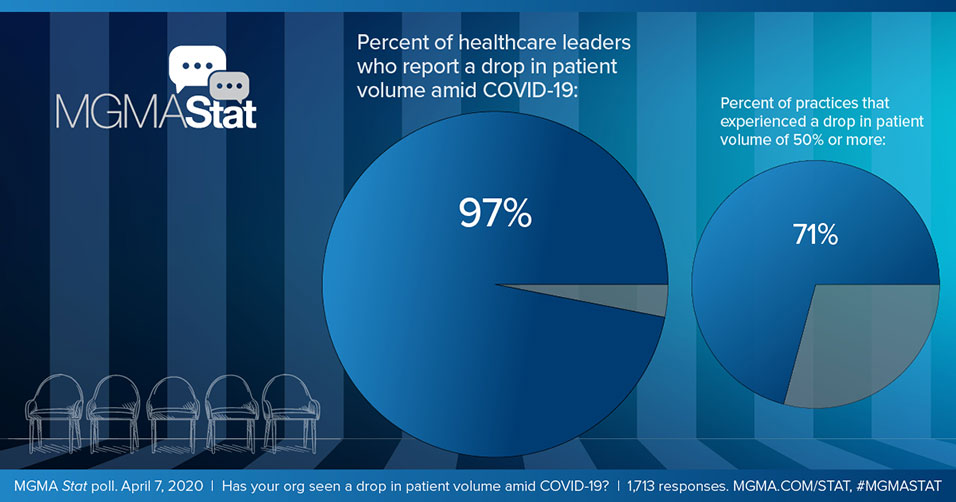 MGMAStat
Percent of healthcare leaders
who report a drop in patient
volume amid COVID-19:
97%
Percent of practices that
experienced a drop in patient
volume of 50% or more:
71%
MGMA Stat poll. April 7, 2020 | Has your org seen a drop in patient volume amid COVID-19? | 1,713 responses. MGMA.COM/STAT, #MGMASTAT